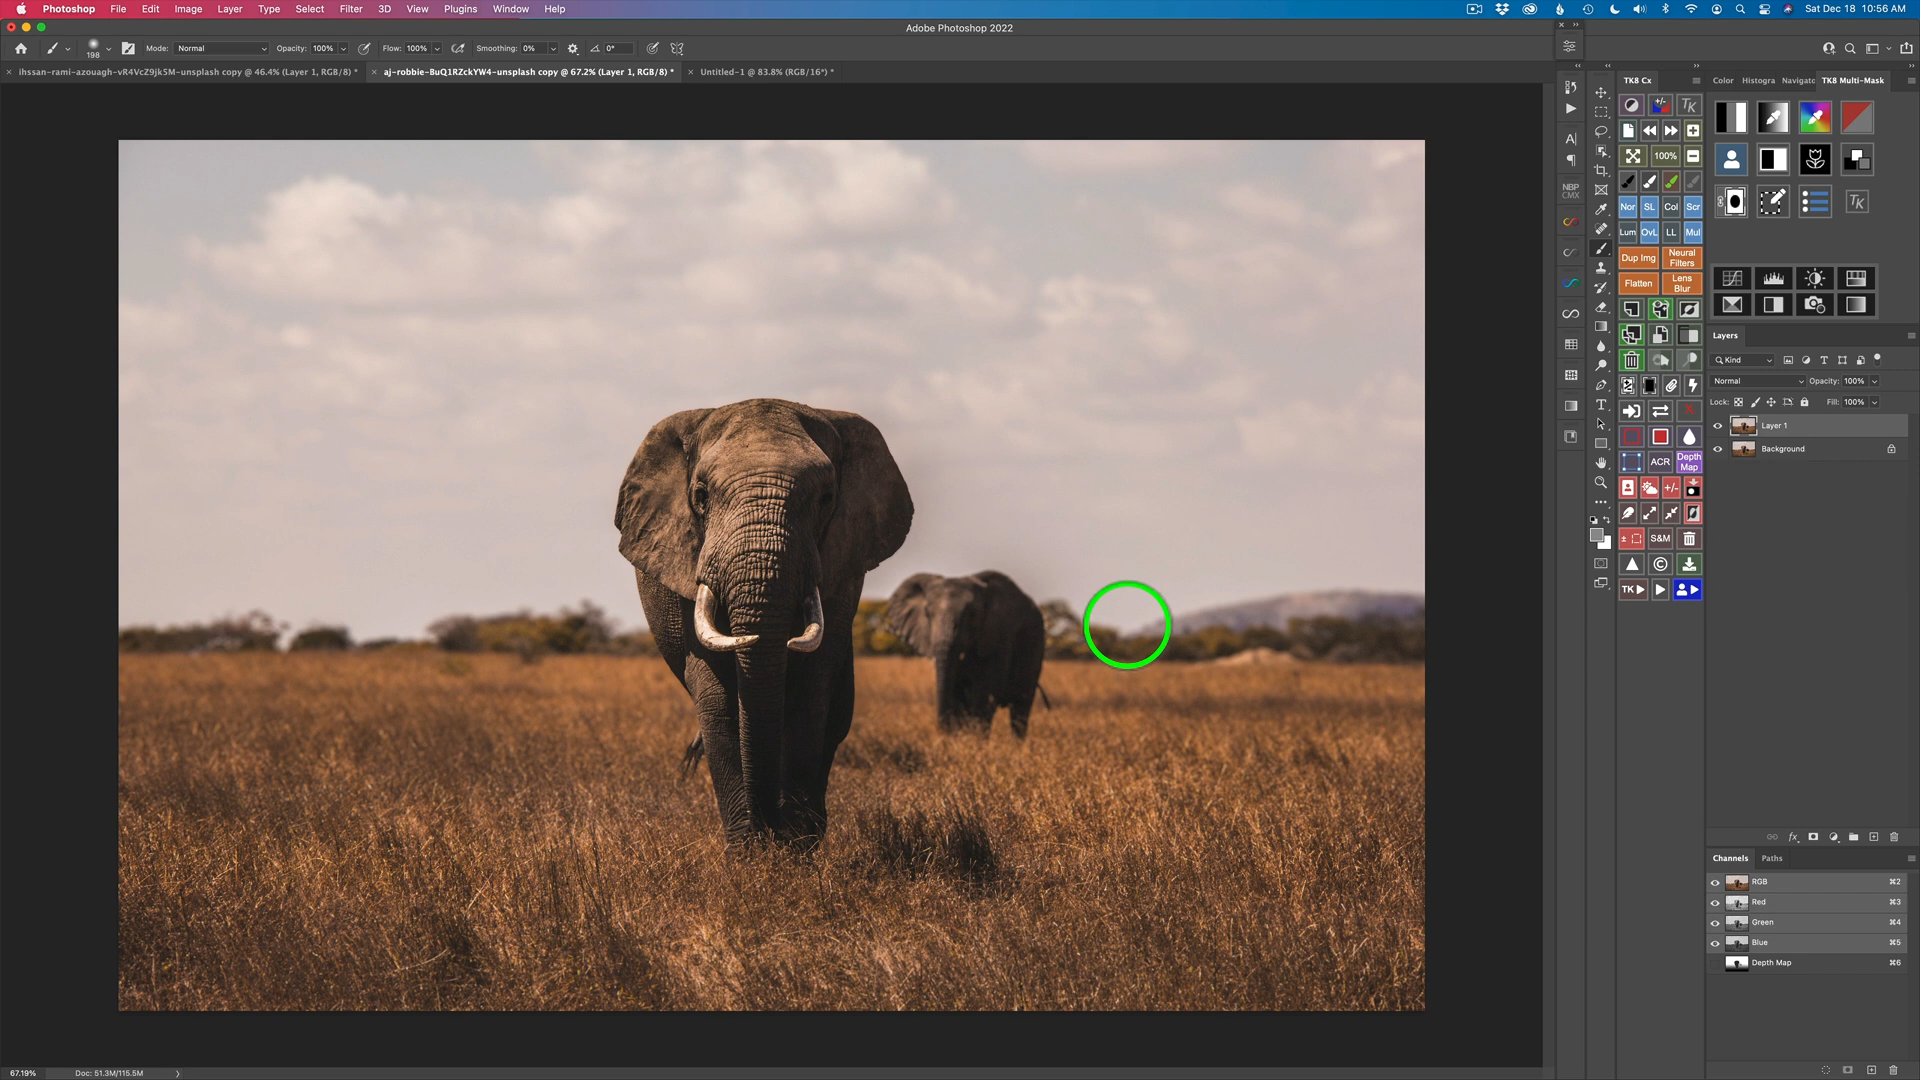 Photoshop File Edit Image Layer Type Select Filter 3D View Plugins Window Help Sat Dec 18 10:56 AM
Adobe Photoshop 2022
198 Mode: Normal Opacity: 100% Flow: 100% Smoothing: 0% 0°
ihssan-rami-azouagh-vR4VcZ9jk5M-unsplash copy @ 46.4% (Layer 1, RGB/8) * aj-robbie-BuQ1RZckYW4-unsplash copy @ 67.2% (Layer 1, RGB/8) * Untitled-1 @ 83.8% (RGB/16*) *
TK8 Cx Color Histogra Navigato TK8 Multi-Mask
TK
100%
NBP
CMX
Nor SL Col Scr
Lum OvL LL Mul
Dup Img Neural Filters
Flatten Lens Blur
TK
Layers
Kind
Normal Opacity: 100%
Lock: Fill: 100%
Layer 1
Background
ACR Depth Map
+/-
S&M
TK
fx
Channels Paths
RGB ⌘2
Red ⌘3
Green ⌘4
Blue ⌘5
Depth Map ⌘6
67.19% Doc: 51.3M/115.5M